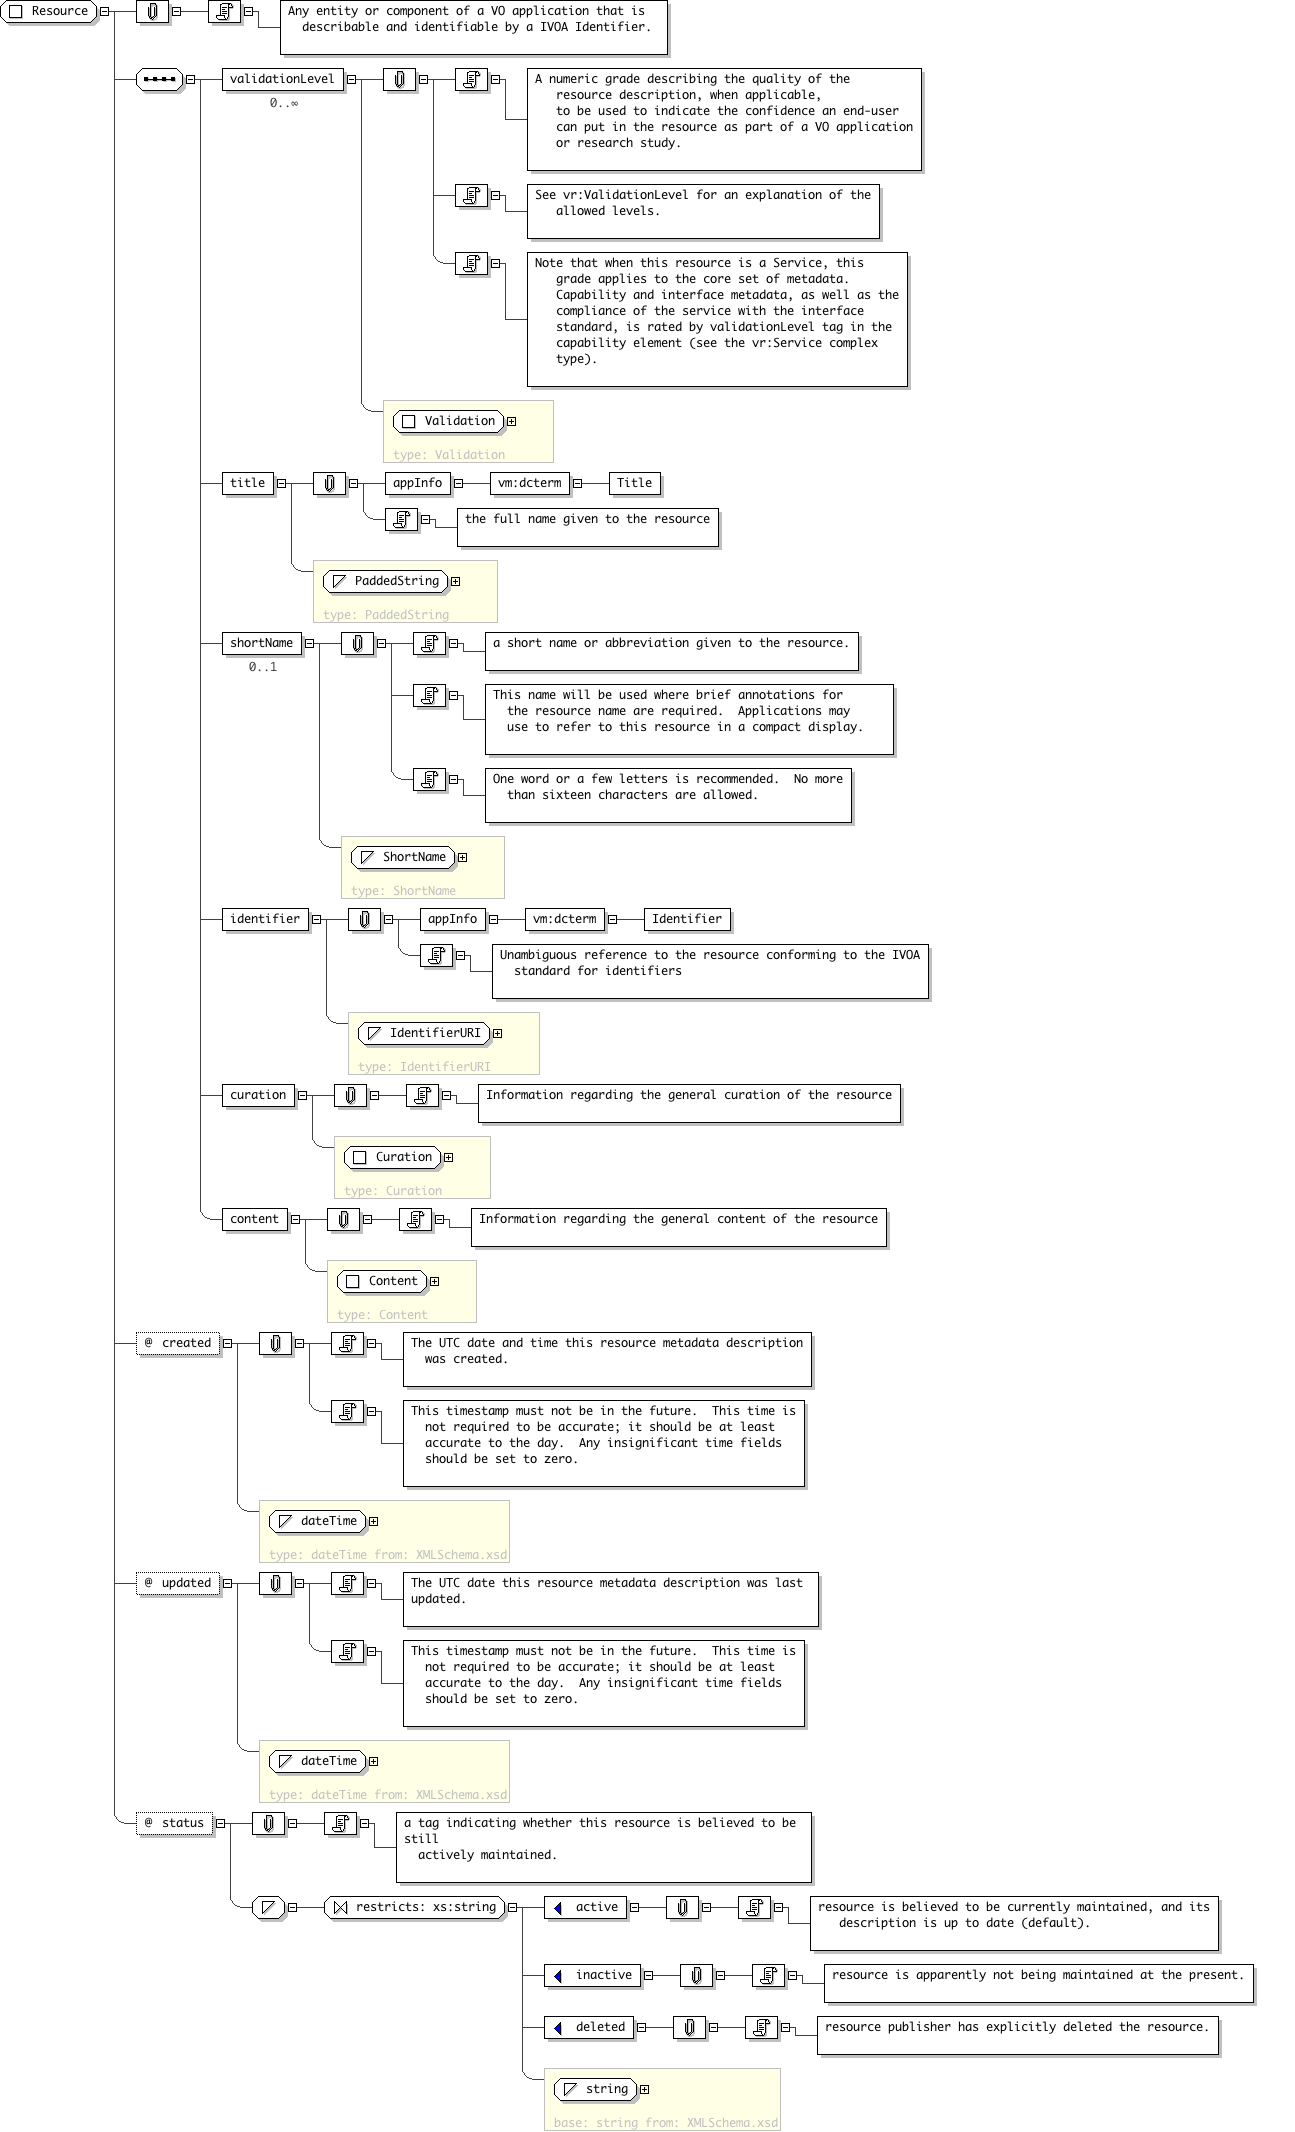 Resource
Any entity or component of a VO application that is
describable and identifiable by a IVOA Identifier.
validationLevel
0..∞
A numeric grade describing the quality of the
resource description, when applicable,
to be used to indicate the confidence an end-user
can put in the resource as part of a VO application
or research study.
See vr:ValidationLevel for an explanation of the
allowed levels.
Note that when this resource is a Service, this
grade applies to the core set of metadata.
Capability and interface metadata, as well as the
compliance of the service with the interface
standard, is rated by validationLevel tag in the
capability element (see the vr:Service complex
type).
Validation
type: Validation
title
appInfo
vm:dcterm
Title
the full name given to the resource
PaddedString
type: PaddedString
shortName
0..1
a short name or abbreviation given to the resource.
This name will be used where brief annotations for
the resource name are required.  Applications may
use to refer to this resource in a compact display.
One word or a few letters is recommended.  No more
than sixteen characters are allowed.
ShortName
type: ShortName
identifier
appInfo
vm:dcterm
Identifier
Unambiguous reference to the resource conforming to the IVOA
standard for identifiers
IdentifierURI
type: IdentifierURI
curation
Information regarding the general curation of the resource
Curation
type: Curation
content
Information regarding the general content of the resource
Content
type: Content
@ created
The UTC date and time this resource metadata description
was created.
This timestamp must not be in the future.  This time is
not required to be accurate; it should be at least
accurate to the day.  Any insignificant time fields
should be set to zero.
dateTime
type: dateTime from: XMLSchema.xsd
@ updated
The UTC date this resource metadata description was last
updated.
This timestamp must not be in the future.  This time is
not required to be accurate; it should be at least
accurate to the day.  Any insignificant time fields
should be set to zero.
dateTime
type: dateTime from: XMLSchema.xsd
@ status
a tag indicating whether this resource is believed to be
still
actively maintained.
restricts: xs:string
active
resource is believed to be currently maintained, and its
description is up to date (default).
inactive
resource is apparently not being maintained at the present.
deleted
resource publisher has explicitly deleted the resource.
string
base: string from: XMLSchema.xsd